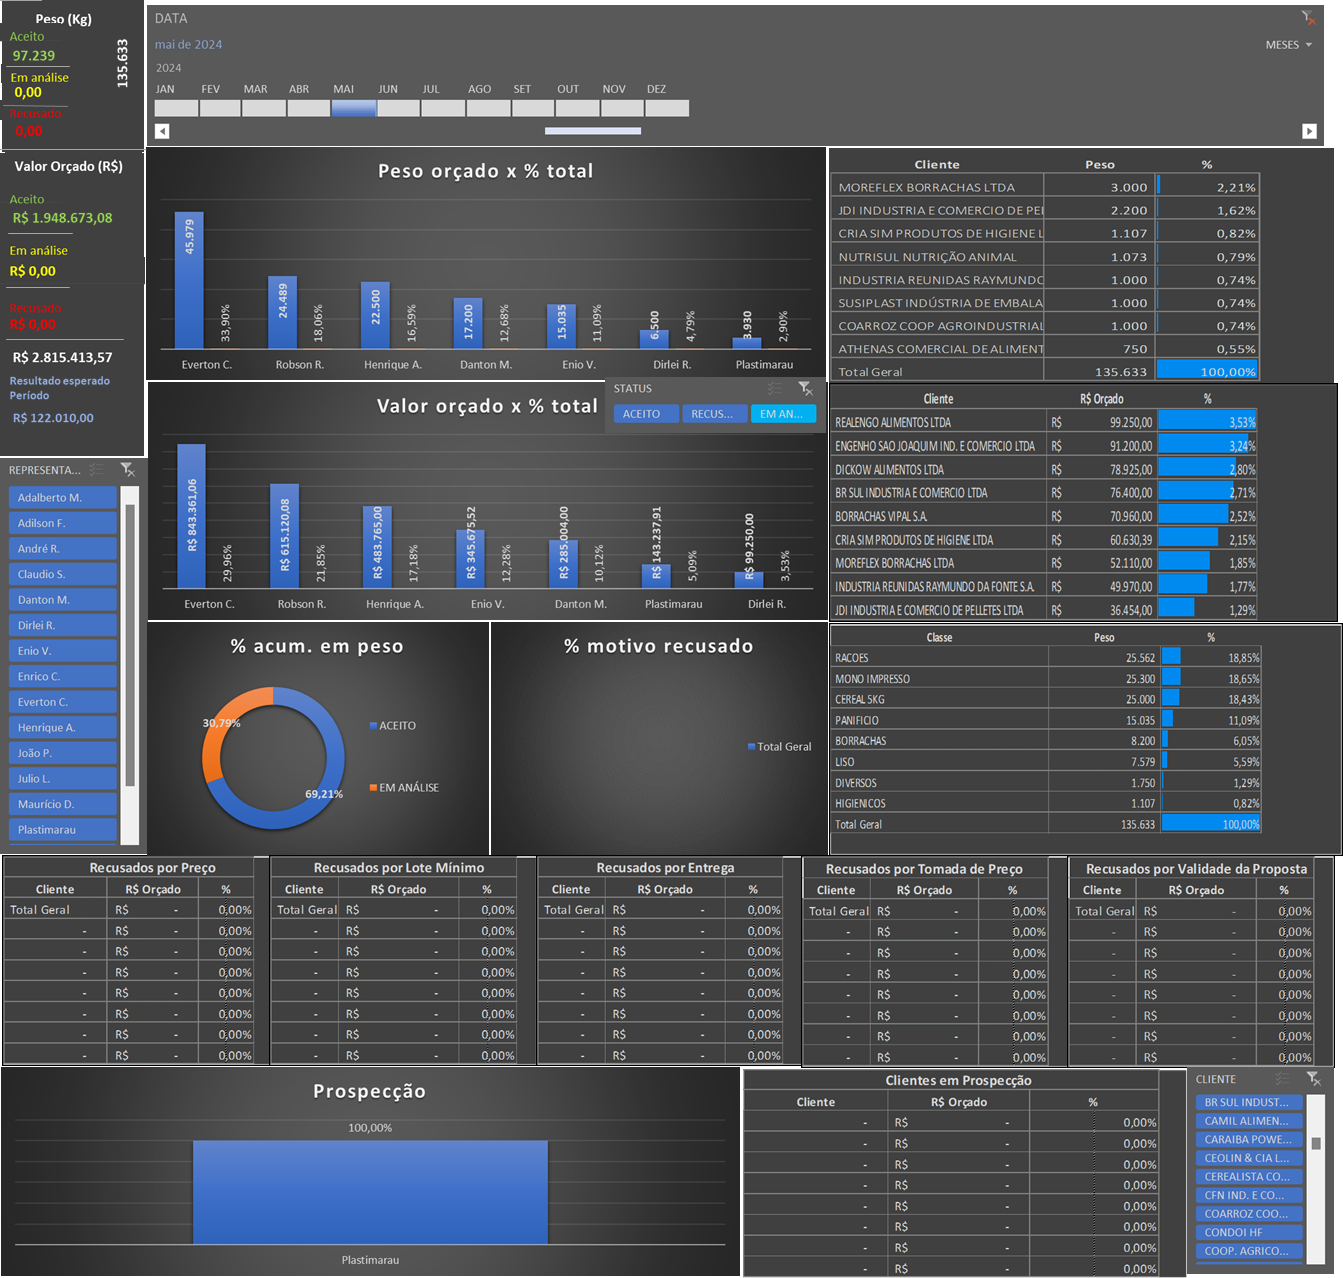 Peso (Kg)
Aceito
97.239
135.633
Em análise
0,00
Recusado
0,00
DATA
mai de 2024
MESES
2024
JAN FEV MAR ABR MAI JUN JUL AGO SET OUT NOV DEZ
Valor Orçado (R$)
Aceito
R$ 1.948.673,08
Em análise
R$ 0,00
Recusado
R$ 0,00
R$ 2.815.413,57
Resultado esperado
Período
R$ 122.010,00
Peso orçado x % total
45.979 33,90% 24.489 18,06% 22.500 16,59% 17.200 12,68% 15.035 11,09% 6.500 4,79% 3.930 2,90%
Everton C. Robson R. Henrique A. Danton M. Enio V. Dirlei R. Plastimarau
Cliente Peso %
MOREFLEX BORRACHAS LTDA 3.000 2,21%
JDI INDUSTRIA E COMERCIO DE PEI 2.200 1,62%
CRIA SIM PRODUTOS DE HIGIENE L 1.107 0,82%
NUTRISUL NUTRIÇÃO ANIMAL 1.073 0,79%
INDUSTRIA REUNIDAS RAYMUNDC 1.000 0,74%
SUSIPLAST INDÚSTRIA DE EMBALA 1.000 0,74%
COARROZ COOP AGROINDUSTRIAL 1.000 0,74%
ATHENAS COMERCIAL DE ALIMENT 750 0,55%
Total Geral 135.633 100,00%
Valor orçado x % total
STATUS
ACEITO RECUS... EM AN...
R$ 843.361,06 29,96% R$ 615.120,08 21,85% R$ 483.765,00 17,18% R$ 345.675,52 12,28% R$ 285.004,00 10,12% R$ 143.237,91 5,09% R$ 99.250,00 3,53%
Everton C. Robson R. Henrique A. Enio V. Danton M. Plastimarau Dirlei R.
Cliente R$ Orçado %
REALENGO ALIMENTOS LTDA R$ 99.250,00 3,53%
ENGENHO SAO JOAQUIM IND. E COMERCIO LTDA R$ 91.200,00 3,24%
DICKOW ALIMENTOS LTDA R$ 78.925,00 2,80%
BR SUL INDUSTRIA E COMERCIO LTDA R$ 76.400,00 2,71%
BORRACHAS VIPAL S.A. R$ 70.960,00 2,52%
CRIA SIM PRODUTOS DE HIGIENE LTDA R$ 60.630,39 2,15%
MOREFLEX BORRACHAS LTDA R$ 52.110,00 1,85%
INDUSTRIA REUNIDAS RAYMUNDO DA FONTE S.A. R$ 49.970,00 1,77%
JDI INDUSTRIA E COMERCIO DE PELLETES LTDA R$ 36.454,00 1,29%
REPRESENTA...
Adalberto M.
Adilson F.
André R.
Claudio S.
Danton M.
Dirlei R.
Enio V.
Enrico C.
Everton C.
Henrique A.
João P.
Julio L.
Maurício D.
Plastimarau
% acum. em peso
30,79%
69,21%
ACEITO
EM ANÁLISE
% motivo recusado
Total Geral
Classe Peso %
RACOES 25.562 18,85%
MONO IMPRESSO 25.300 18,65%
CEREAL 5KG 25.000 18,43%
PANIFICIO 15.035 11,09%
BORRACHAS 8.200 6,05%
LISO 7.579 5,59%
DIVERSOS 1.750 1,29%
HIGIENICOS 1.107 0,82%
Total Geral 135.633 100,00%
Recusados por Preço
Cliente R$ Orçado %
Total Geral R$ - 0,00%
- R$ - 0,00%
- R$ - 0,00%
- R$ - 0,00%
- R$ - 0,00%
- R$ - 0,00%
- R$ - 0,00%
- R$ - 0,00%
Recusados por Lote Mínimo
Cliente R$ Orçado %
Total Geral R$ - 0,00%
- R$ - 0,00%
- R$ - 0,00%
- R$ - 0,00%
- R$ - 0,00%
- R$ - 0,00%
- R$ - 0,00%
- R$ - 0,00%
Recusados por Entrega
Cliente R$ Orçado %
Total Geral R$ - 0,00%
- R$ - 0,00%
- R$ - 0,00%
- R$ - 0,00%
- R$ - 0,00%
- R$ - 0,00%
- R$ - 0,00%
- R$ - 0,00%
Recusados por Tomada de Preço
Cliente R$ Orçado %
Total Geral R$ - 0,00%
- R$ - 0,00%
- R$ - 0,00%
- R$ - 0,00%
- R$ - 0,00%
- R$ - 0,00%
- R$ - 0,00%
- R$ - 0,00%
Recusados por Validade da Proposta
Cliente R$ Orçado %
Total Geral R$ - 0,00%
- R$ - 0,00%
- R$ - 0,00%
- R$ - 0,00%
- R$ - 0,00%
- R$ - 0,00%
- R$ - 0,00%
- R$ - 0,00%
Prospecção
100,00%
Plastimarau
Clientes em Prospecção
Cliente R$ Orçado %
- R$ - 0,00%
- R$ - 0,00%
- R$ - 0,00%
- R$ - 0,00%
- R$ - 0,00%
- R$ - 0,00%
- R$ - 0,00%
- R$ - 0,00%
CLIENTE
BR SUL INDUST...
CAMIL ALIMEN...
CARAIBA POWE...
CEOLIN & CIA L...
CEREALISTA CO...
CFN IND. E CO...
COARROZ COO...
CONDOI HF
COOP. AGRICO...